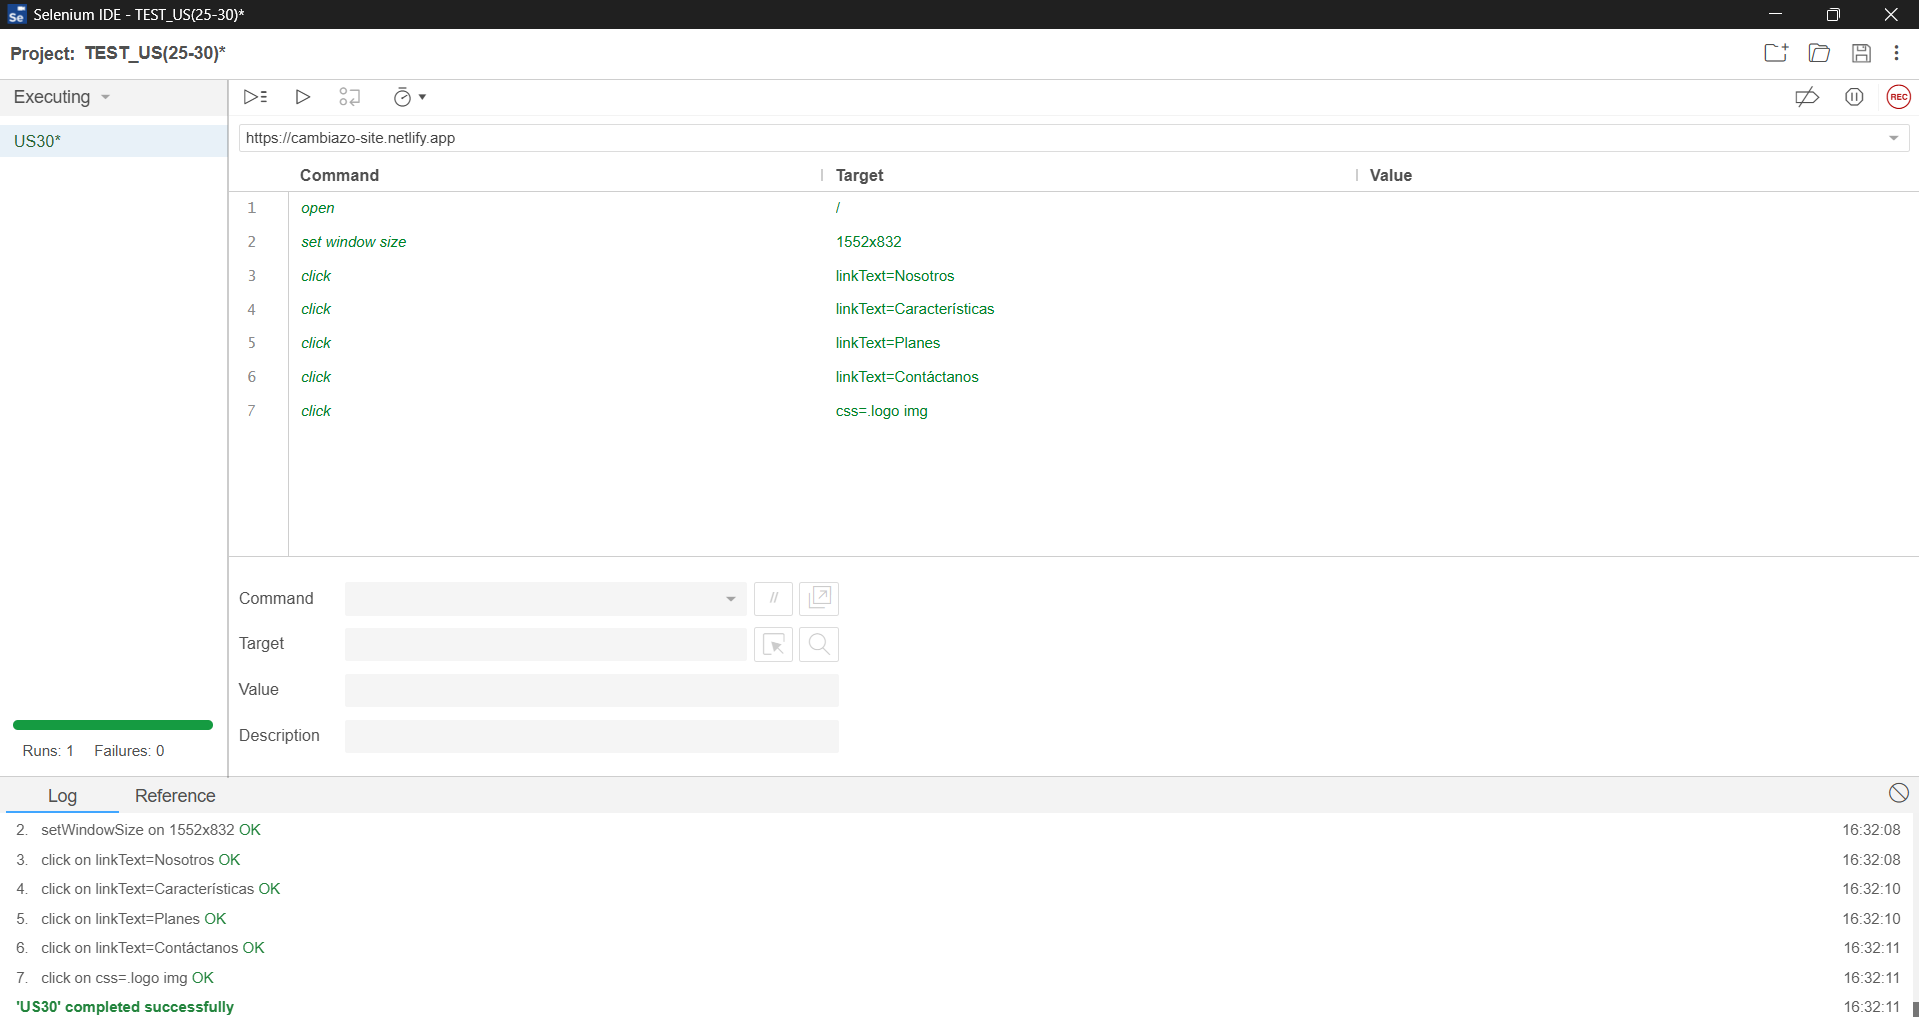 Selenium IDE - TEST_US(25-30)*
Project: TEST_US(25-30)*
Executing
REC
US30*
https://cambiazo-site.netlify.app
Command Target Value
1 open /
2 set window size 1552x832
3 click linkText=Nosotros
4 click linkText=Características
5 click linkText=Planes
6 click linkText=Contáctanos
7 click css=.logo img
Command //
Target
Value
Description
Runs: 1 Failures: 0
Log Reference
2. setWindowSize on 1552x832 OK 16:32:08
3. click on linkText=Nosotros OK 16:32:08
4. click on linkText=Características OK 16:32:10
5. click on linkText=Planes OK 16:32:10
6. click on linkText=Contáctanos OK 16:32:11
7. click on css=.logo img OK 16:32:11
'US30' completed successfully 16:32:11